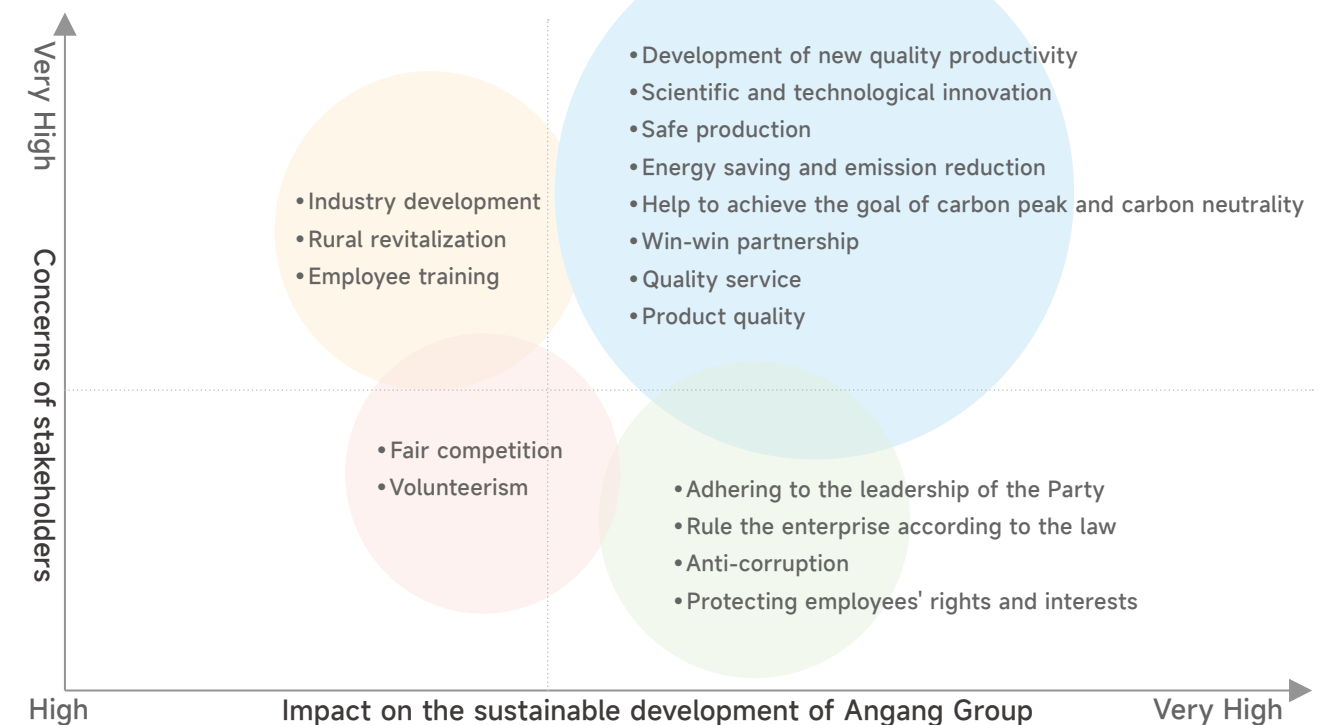 Very High
Concerns of stakeholders
•Industry development
•Rural revitalization
•Employee training
•Development of new quality productivity
•Scientific and technological innovation
•Safe production
•Energy saving and emission reduction
•Help to achieve the goal of carbon peak and carbon neutrality
•Win-win partnership
•Quality service
•Product quality
•Fair competition
•Volunteerism
•Adhering to the leadership of the Party
•Rule the enterprise according to the law
•Anti-corruption
•Protecting employees' rights and interests
High
Impact on the sustainable development of Angang Group
Very High